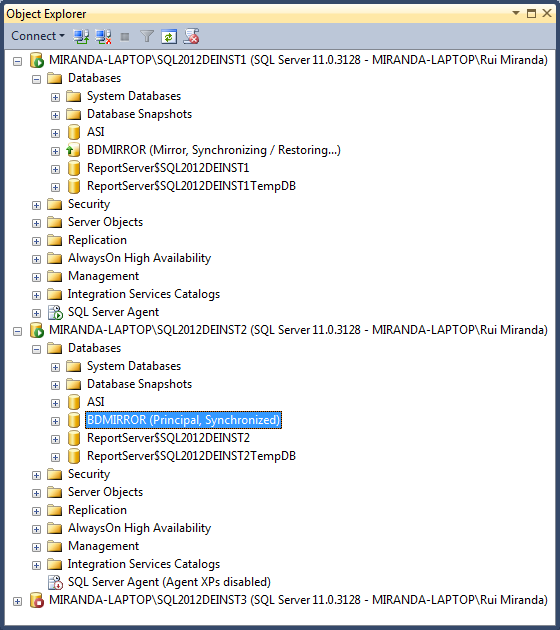 Object Explorer
Connect
MIRANDA-LAPTOP\SQL2012DEINST1 (SQL Server 11.0.3128 - MIRANDA-LAPTOP\Rui Miranda)
Databases
System Databases
Database Snapshots
ASI
BDMIRROR (Mirror, Synchronizing / Restoring...)
ReportServer$SQL2012DEINST1
ReportServer$SQL2012DEINST1TempDB
Security
Server Objects
Replication
AlwaysOn High Availability
Management
Integration Services Catalogs
SQL Server Agent
MIRANDA-LAPTOP\SQL2012DEINST2 (SQL Server 11.0.3128 - MIRANDA-LAPTOP\Rui Miranda)
Databases
System Databases
Database Snapshots
ASI
BDMIRROR (Principal, Synchronized)
ReportServer$SQL2012DEINST2
ReportServer$SQL2012DEINST2TempDB
Security
Server Objects
Replication
AlwaysOn High Availability
Management
Integration Services Catalogs
SQL Server Agent (Agent XPs disabled)
MIRANDA-LAPTOP\SQL2012DEINST3 (SQL Server 11.0.3128 - MIRANDA-LAPTOP\Rui Miranda)